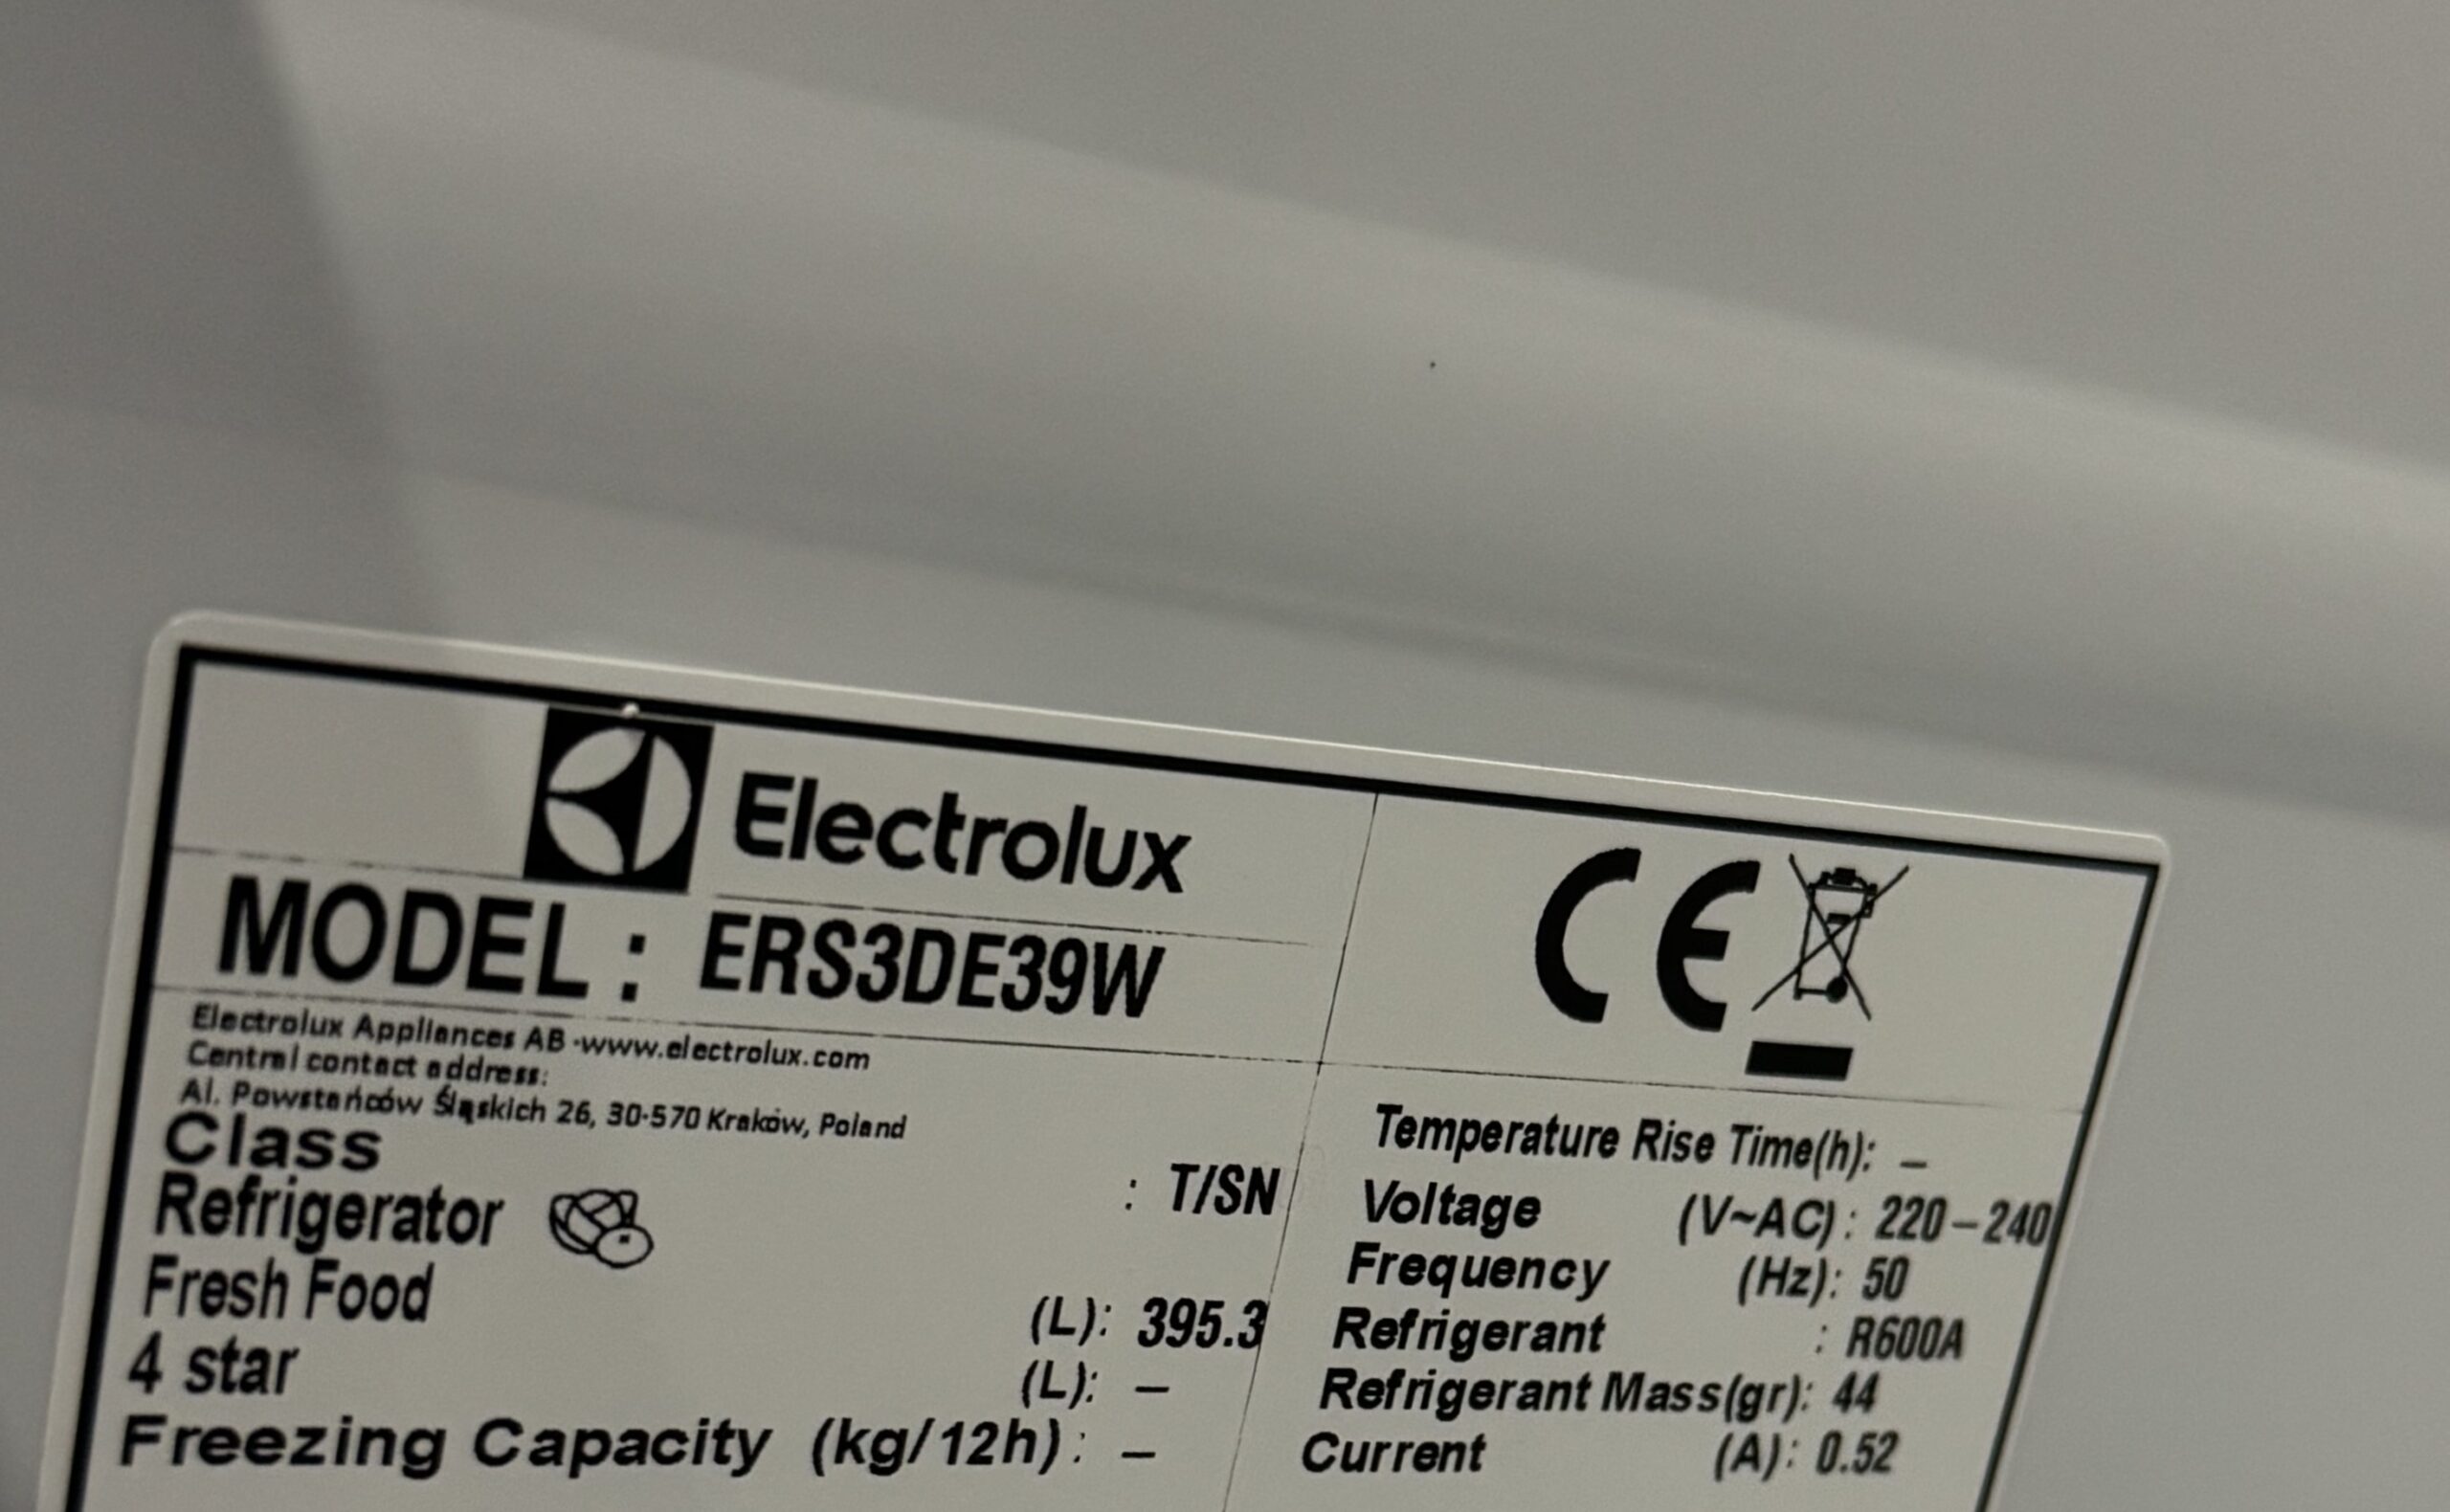 Electrolux
CE
MODEL : ERS3DE39W
Electrolux Appliances AB -www.electrolux.com
Central contact address:
Al. Powstańców Śląskich 26, 30-570 Kraków, Poland
Class : T/SN
Refrigerator
Fresh Food (L): 395.3
4 star (L): –
Freezing Capacity (kg/12h) : –
Temperature Rise Time(h): –
Voltage (V~AC) : 220–240
Frequency (Hz): 50
Refrigerant : R600A
Refrigerant Mass(gr): 44
Current (A): 0.52